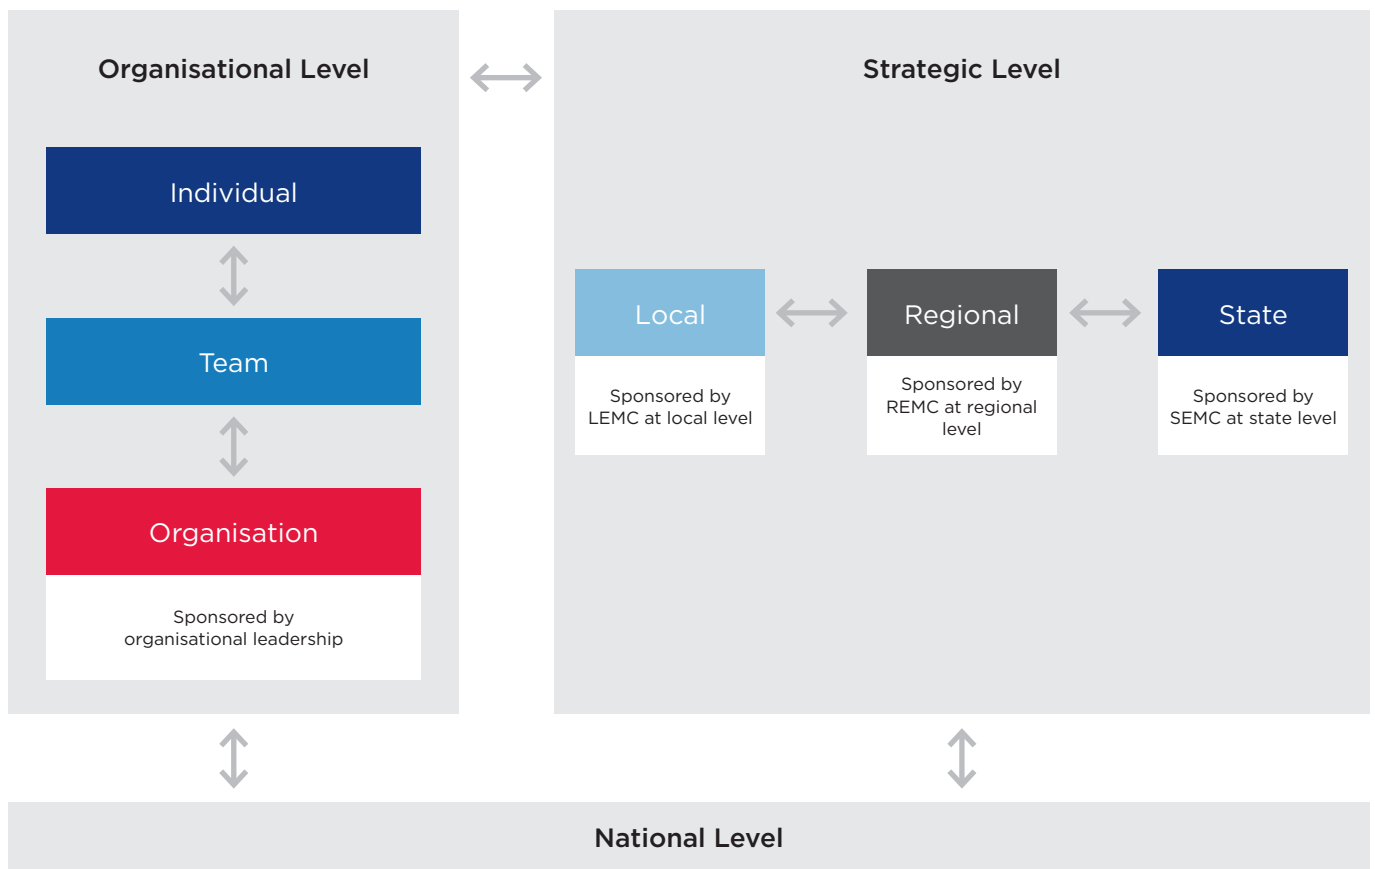 Organisational Level
Individual
Team
Organisation
Sponsored by
organisational leadership
Strategic Level
Local
Sponsored by
LEMC at local level
Regional
Sponsored by
REMC at regional
level
State
Sponsored by
SEMC at state level
National Level